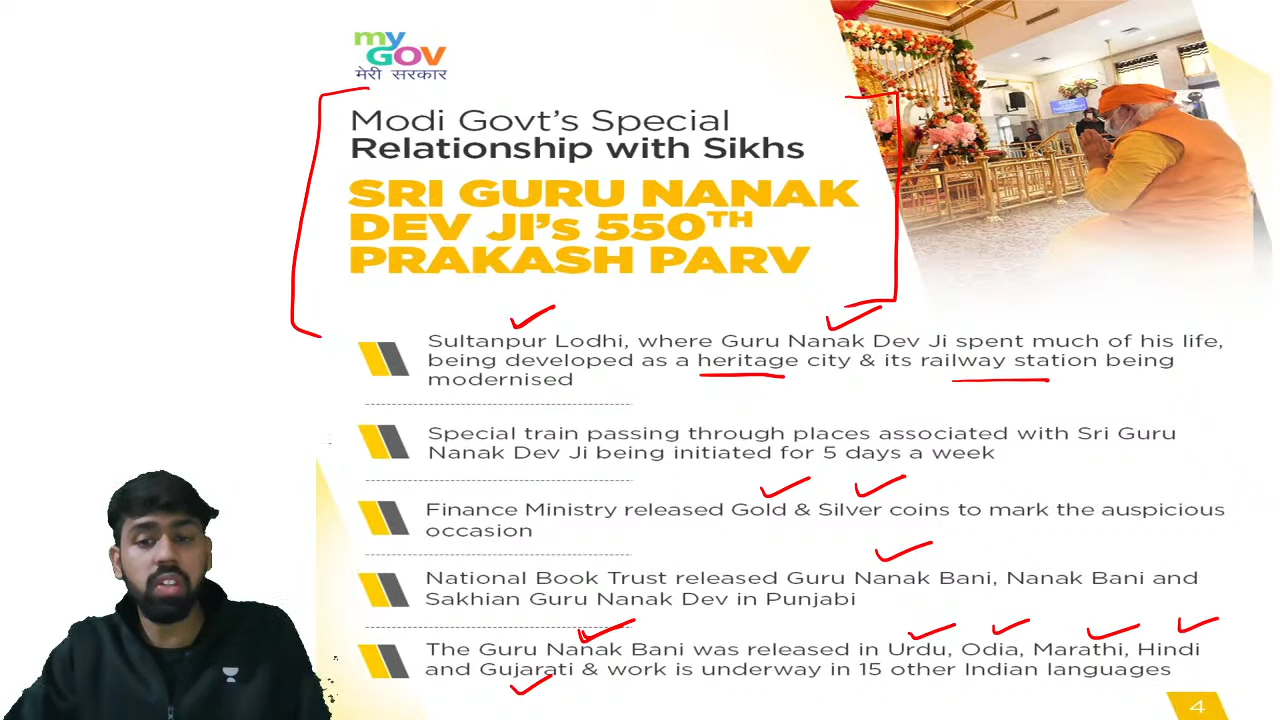 my
GOV
मेरी सरकार
Modi Govt's Special
Relationship with Sikhs
SRI GURU NANAK
DEV JI's 550TH
PRAKASH PARV
Sultanpur Lodhi, where Guru Nanak Dev Ji spent much of his life,
being developed as a heritage city & its railway station being
modernised
Special train passing through places associated with Sri Guru
Nanak Dev Ji being initiated for 5 days a week
Finance Ministry released Gold & Silver coins to mark the auspicious
occasion
National Book Trust released Guru Nanak Bani, Nanak Bani and
Sakhian Guru Nanak Dev in Punjabi
The Guru Nanak Bani was released in Urdu, Odia, Marathi, Hindi
and Gujarati & work is underway in 15 other Indian languages
4